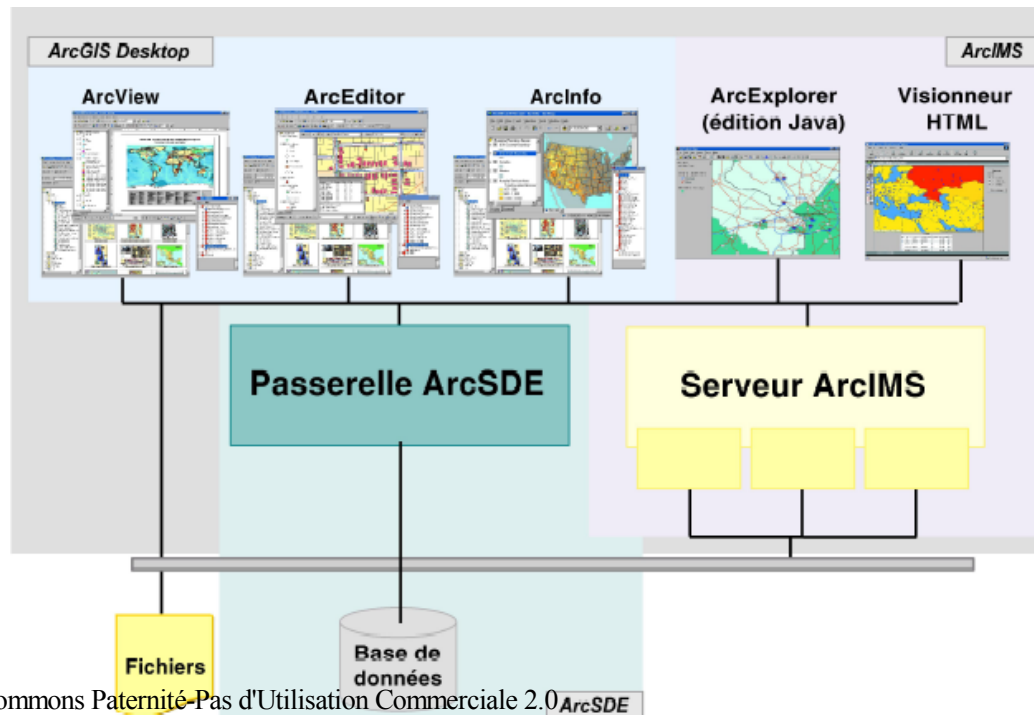 ArcGIS Desktop
ArcIMS
ArcView
ArcEditor
ArcInfo
ArcExplorer
(édition Java)
Visionneur
HTML
Passerelle ArcSDE
Serveur ArcIMS
Fichiers
Base de
données
ommons Paternité-Pas d'Utilisation Commerciale 2.0
ArcSDE